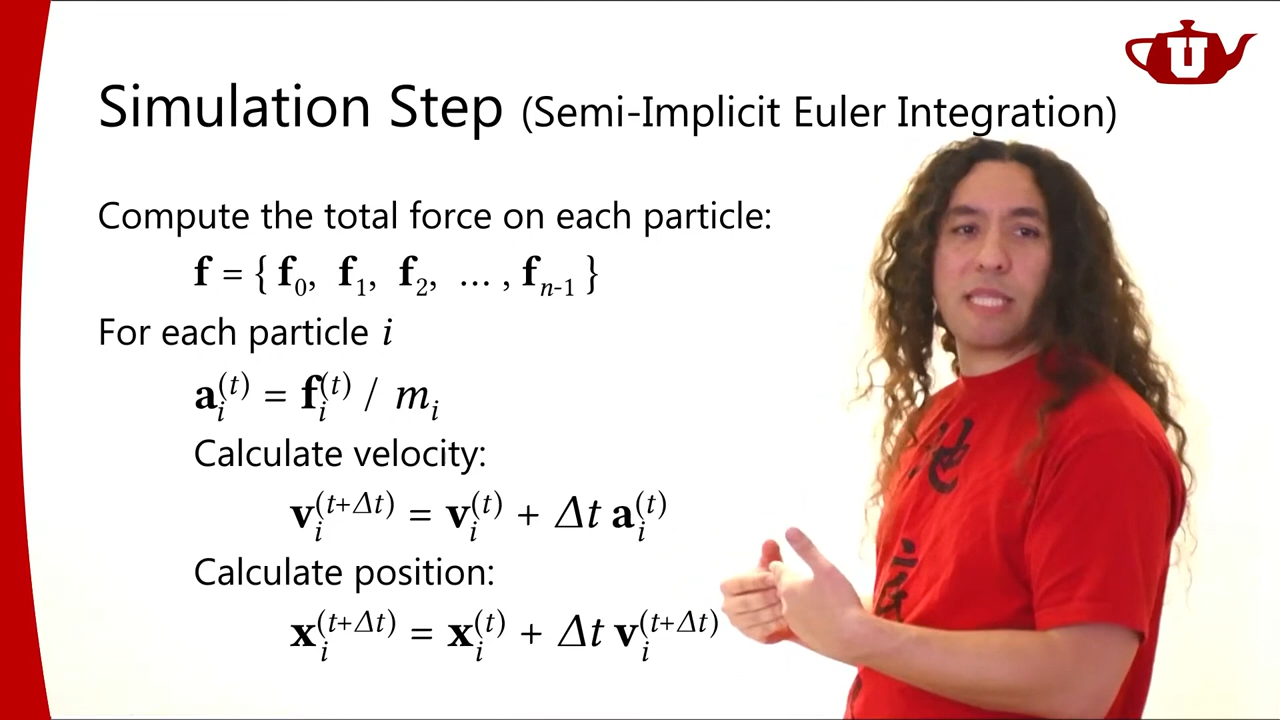 U
Simulation Step (Semi-Implicit Euler Integration)
Compute the total force on each particle:
f = { f₀, f₁, f₂, … , fₙ₋₁ }
For each particle i
aᵢ⁽ᵗ⁾ = fᵢ⁽ᵗ⁾ / mᵢ
Calculate velocity:
vᵢ⁽ᵗ⁺Δᵗ⁾ = vᵢ⁽ᵗ⁾ + Δt aᵢ⁽ᵗ⁾
Calculate position:
xᵢ⁽ᵗ⁺Δᵗ⁾ = xᵢ⁽ᵗ⁾ + Δt vᵢ⁽ᵗ⁺Δᵗ⁾